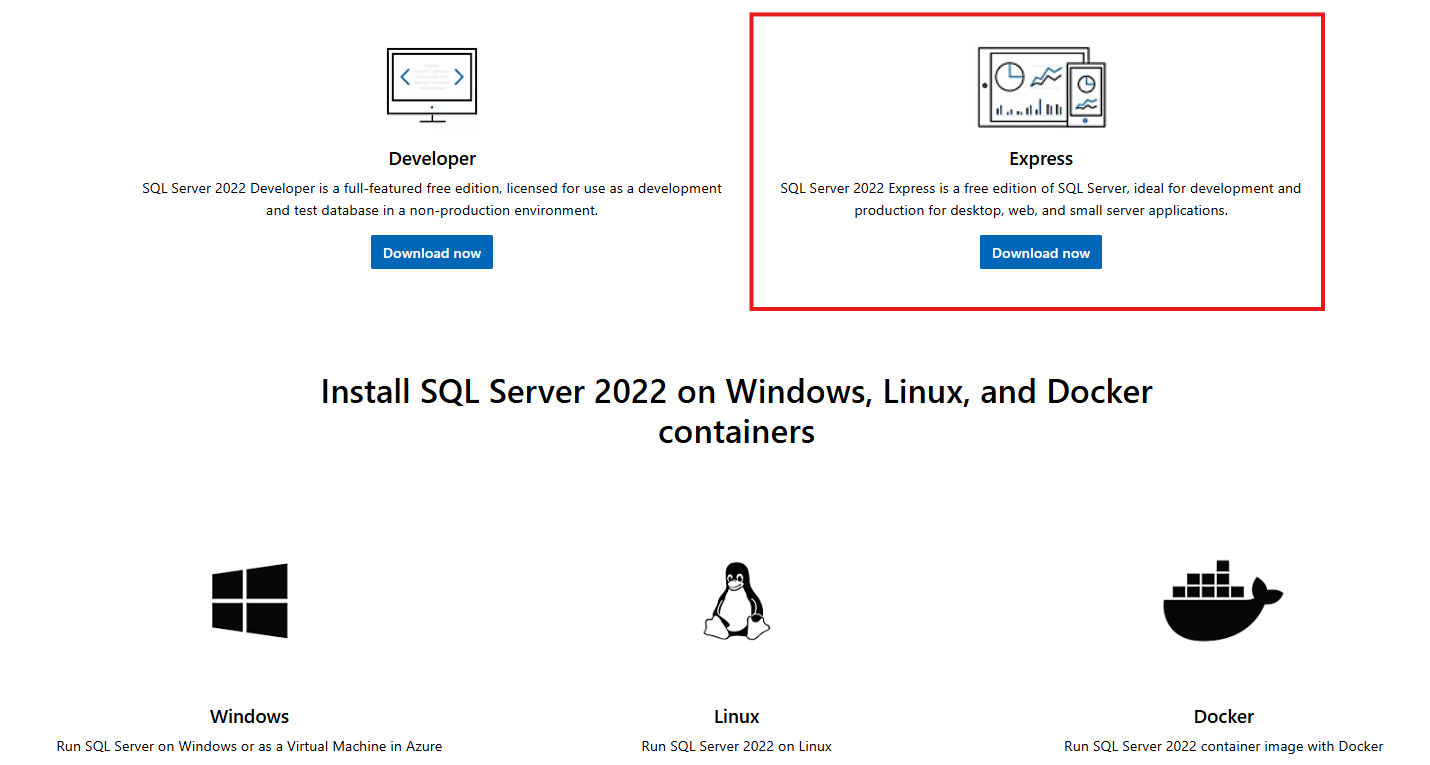 Developer
SQL Server 2022 Developer is a full-featured free edition, licensed for use as a development
and test database in a non-production environment.
Download now
Express
SQL Server 2022 Express is a free edition of SQL Server, ideal for development and
production for desktop, web, and small server applications.
Download now
Install SQL Server 2022 on Windows, Linux, and Docker
containers
Windows
Run SQL Server on Windows or as a Virtual Machine in Azure
Linux
Run SQL Server 2022 on Linux
Docker
Run SQL Server 2022 container image with Docker